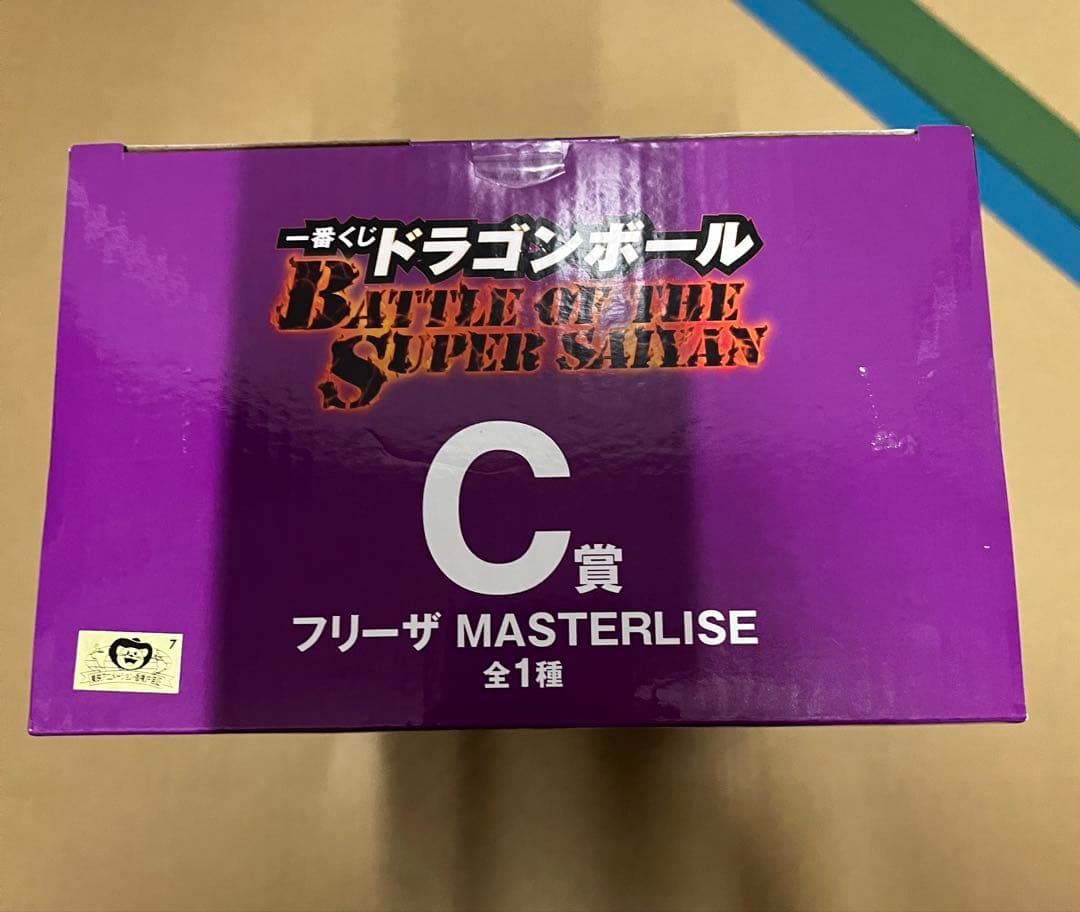 一番くじ ドラゴンボール
BATTLE OF THE
SUPER SAIYAN
C賞
フリーザ MASTERLISE
全1種
7